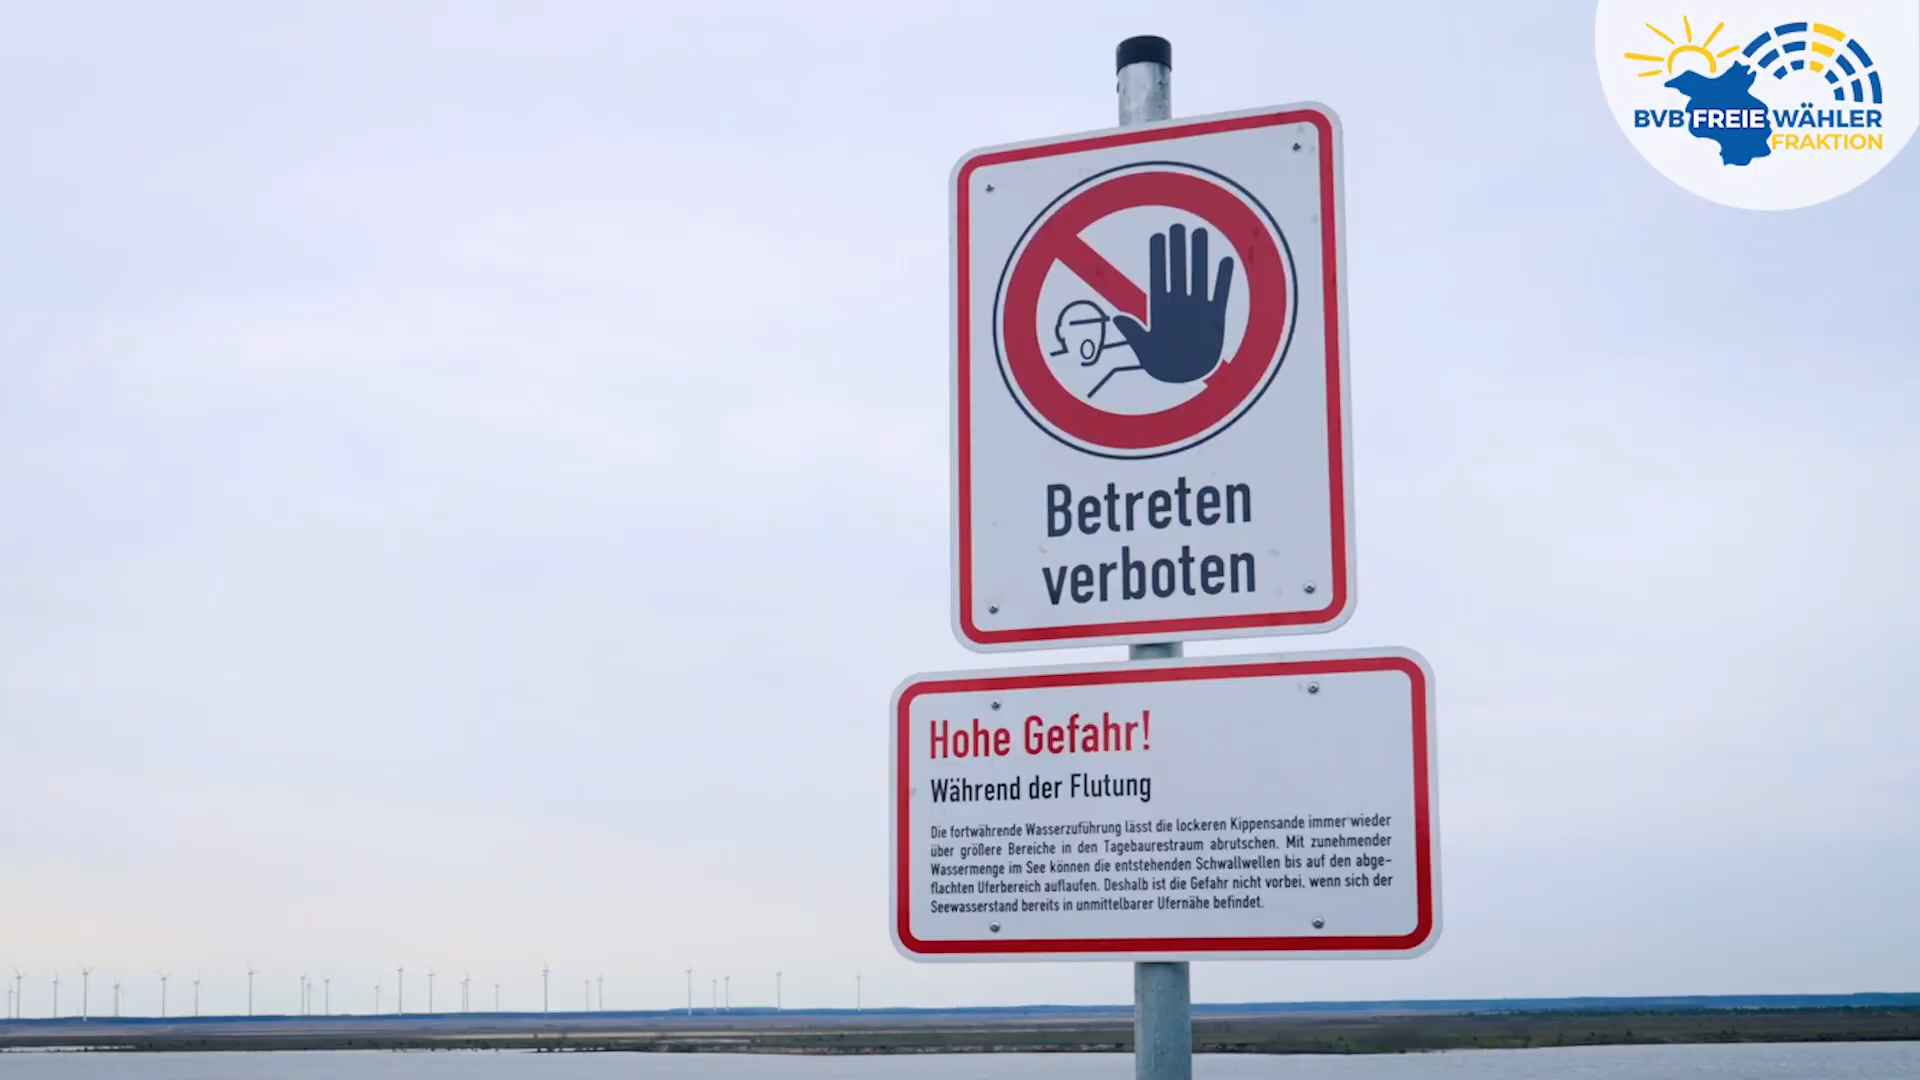 BVB FREIE WÄHLER
FRAKTION
Betreten
verboten
Hohe Gefahr!
Während der Flutung
Die fortwährende Wasserzuführung lässt die lockeren Kippensande immer wieder
über größere Bereiche in den Tagebaurestraum abrutschen. Mit zunehmender
Wassermenge im See können die entstehenden Schwallwellen bis auf den abge-
flachten Uferbereich auflaufen. Deshalb ist die Gefahr nicht vorbei, wenn sich der
Seewasserstand bereits in unmittelbarer Ufernähe befindet.